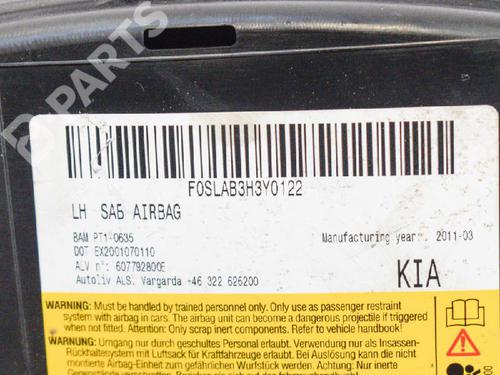 F0SLAB3H3Y0122
LH SAB AIRBAG
BAM PT1-0635
DOT EX2001070110
ALV n°: 607792800E
Autoliv ALS. Vargarda +46 322 626200
Manufacturing year 2011-03
KIA
WARNING: Must be handled by trained personnel only. Only use as passenger restraint
system with airbag in cars. The airbag unit can become a dangerous projectile if triggered
when not fitted. Attention! Only scrap inert components. Refer to vehicle handbook!
WARNUNG: Umgang nur durch geschultes Personal erlaubt. Verwendung nur als Insassen-
Rückhaltesystem mit Luftsack für Kraftfahrzeuge erlaubt. Bei Auslösung kann die nicht
montierte Airbag-Einheit zum gefährlichen Wurfstück werden. Achtung: Nur inerte